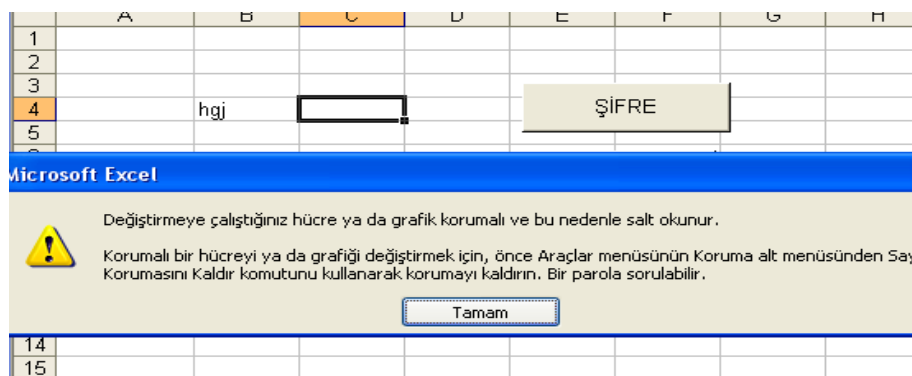 A B C D E F G H
1
2
3
4 hgj ŞİFRE
5
Microsoft Excel
Değiştirmeye çalıştığınız hücre ya da grafik korumalı ve bu nedenle salt okunur.
Korumalı bir hücreyi ya da grafiği değiştirmek için, önce Araçlar menüsünün Koruma alt menüsünden Say
Korumasını Kaldır komutunu kullanarak korumayı kaldırın. Bir parola sorulabilir.
Tamam
14
15